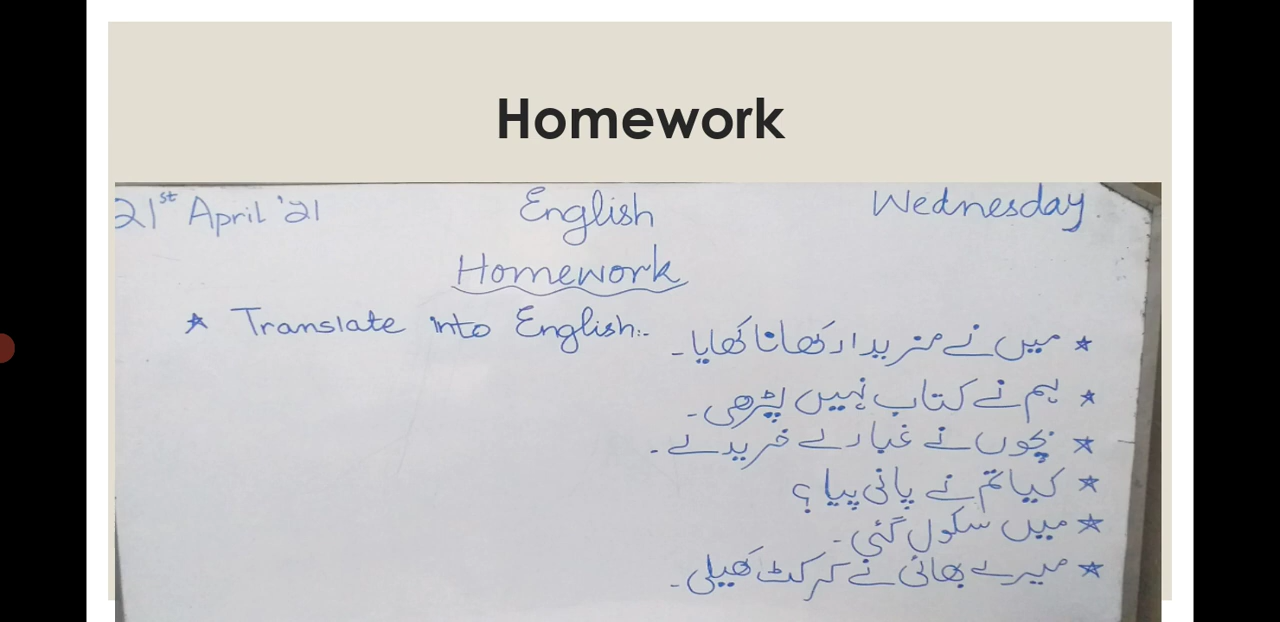 Homework
21st April '21 English Wednesday
Homework
* Translate into English:-
* میں نے مزیدار کھانا کھایا۔
* ہم نے کتاب نہیں پڑھی۔
* بچوں نے غبارے خریدے۔
* کیا تم نے پانی پیا؟
* میں سکول گئی۔
* میرے بھائی نے کرکٹ کھیلی۔